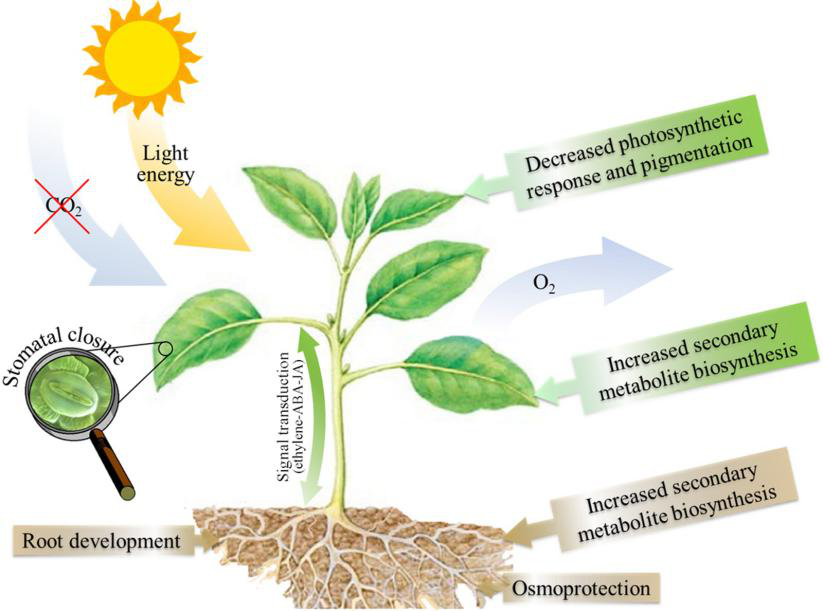 Light
energy
CO₂
Decreased photosynthetic
response and pigmentation
O₂
Stomatal closure
Increased secondary
metabolite biosynthesis
Signal transduction
(ethylene-ABA-JA)
Increased secondary
metabolite biosynthesis
Root development
Osmoprotection